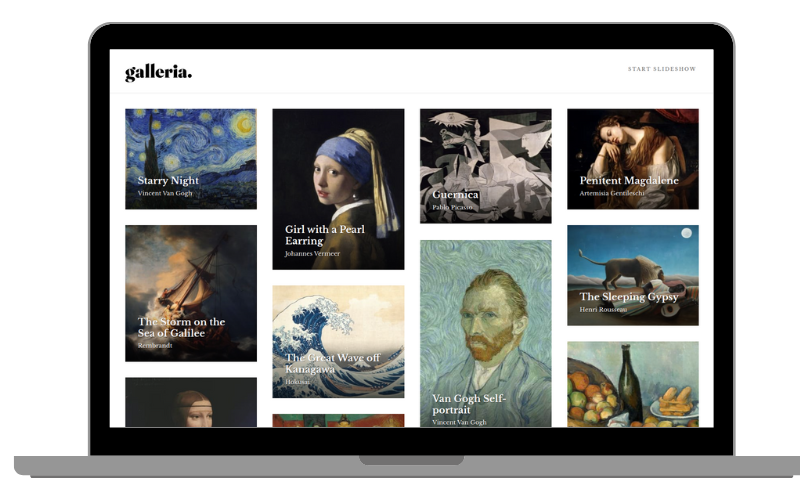 galleria.
START SLIDESHOW
Starry Night
Vincent Van Gogh
Girl with a Pearl
Earring
Johannes Vermeer
Guernica
Pablo Picasso
Penitent Magdalene
Artemisia Gentileschi
The Storm on the
Sea of Galilee
Rembrandt
The Great Wave off
Kanagawa
Hokusai
Van Gogh Self-
portrait
Vincent Van Gogh
The Sleeping Gypsy
Henri Rousseau